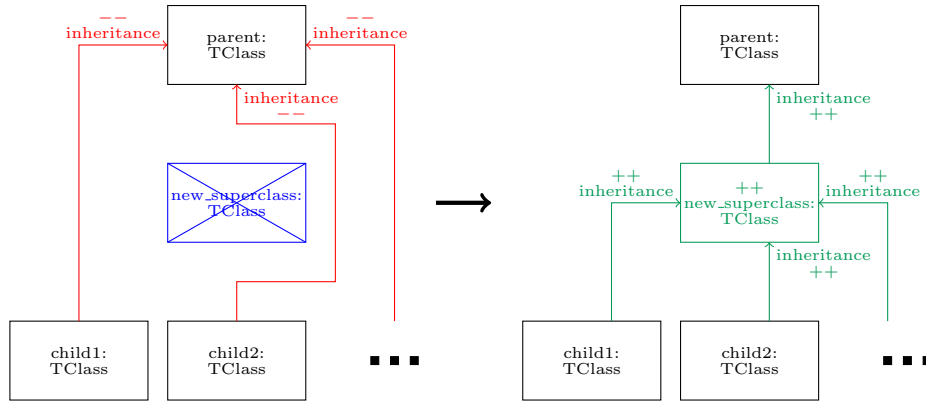 −−
inheritance
parent:
TClass
−−
inheritance
inheritance
−−
new_superclass:
TClass
child1:
TClass
child2:
TClass
parent:
TClass
inheritance
++
++
inheritance
++
new_superclass:
TClass
++
inheritance
inheritance
++
child1:
TClass
child2:
TClass